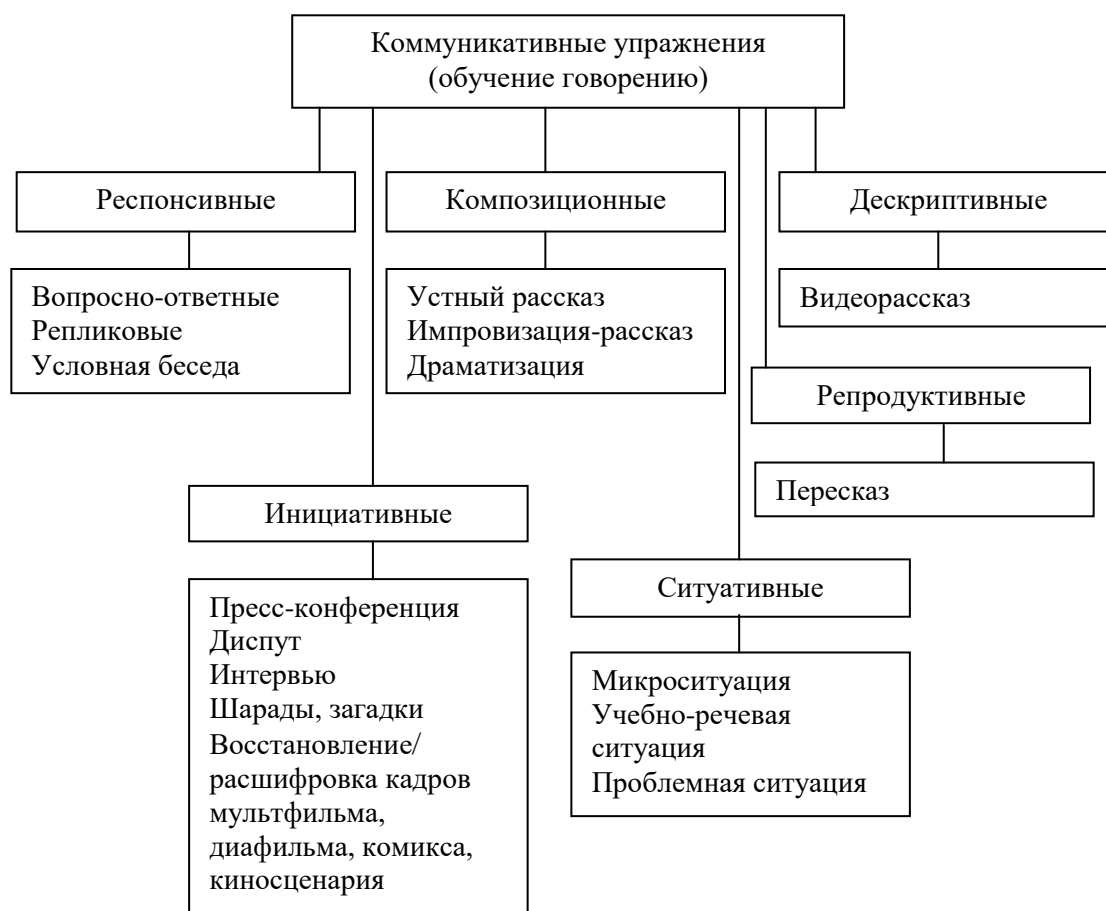 Коммуникативные упражнения
(обучение говорению)
Респонсивные
Композиционные
Дескриптивные
Вопросно-ответные
Репликовые
Условная беседа
Устный рассказ
Импровизация-рассказ
Драматизация
Видеорассказ
Репродуктивные
Пересказ
Инициативные
Ситуативные
Пресс-конференция
Диспут
Интервью
Шарады, загадки
Восстановление/
расшифровка кадров
мультфильма,
диафильма, комикса,
киносценария
Микроситуация
Учебно-речевая
ситуация
Проблемная ситуация